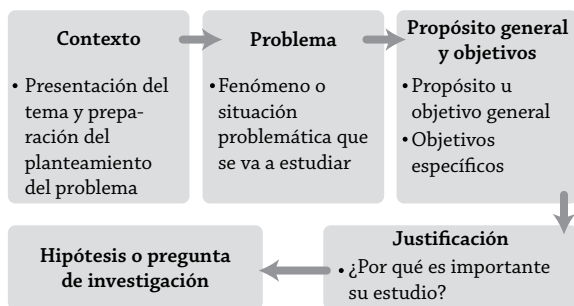 Contexto
• Presentación del
tema y prepa-
ración del
planteamiento
del problema
Problema
• Fenómeno o
situación
problemática que
se va a estudiar
Propósito general
y objetivos
• Propósito u
objetivo general
• Objetivos
específicos
Justificación
• ¿Por qué es importante
su estudio?
Hipótesis o pregunta
de investigación